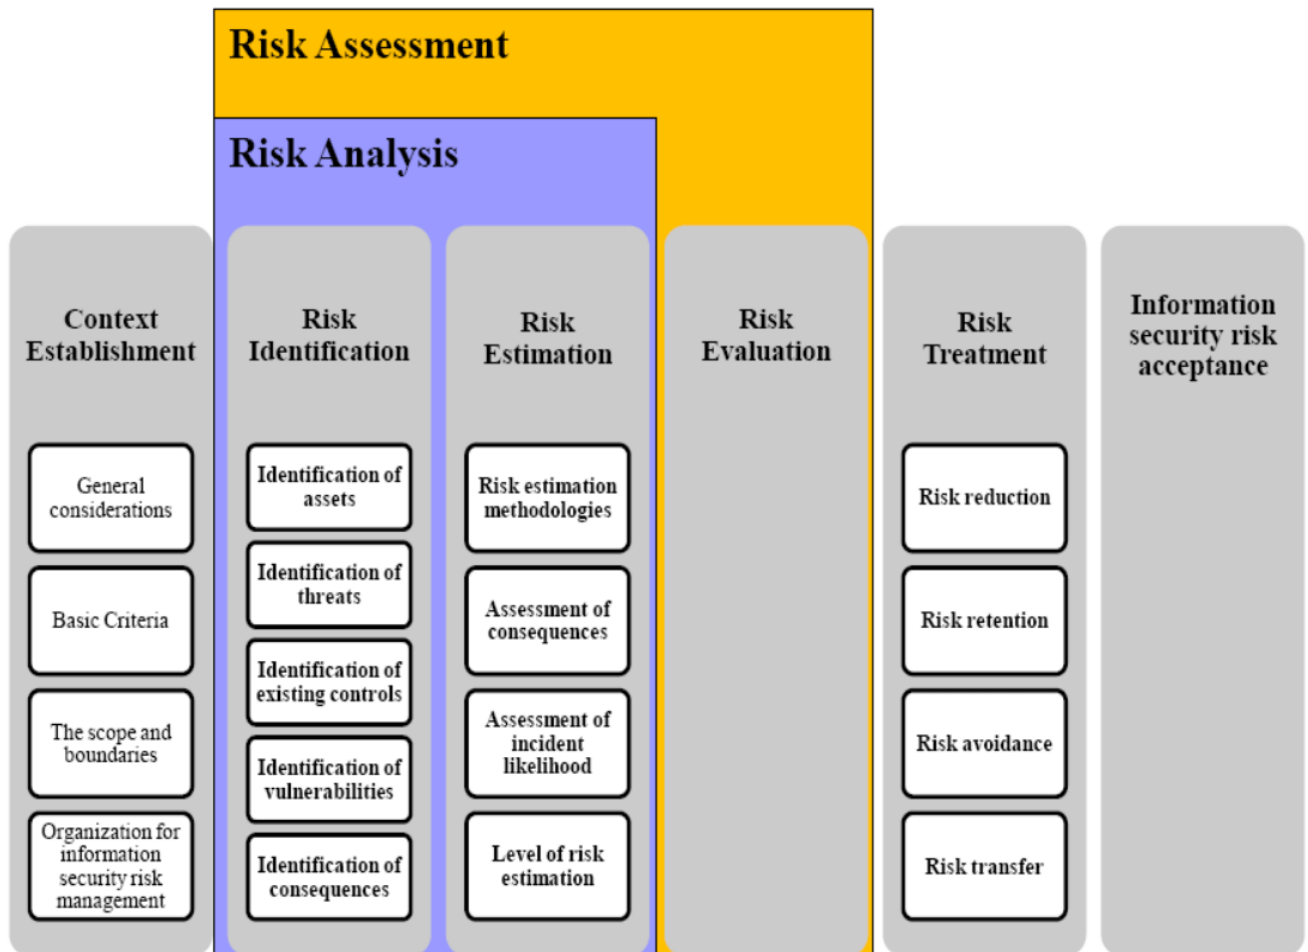 Risk Assessment
Risk Analysis
Context
Establishment
General
considerations
Basic Criteria
The scope and
boundaries
Organization for
information
security risk
management
Risk
Identification
Identification of
assets
Identification of
threats
Identification of
existing controls
Identification of
vulnerabilities
Identification of
consequences
Risk
Estimation
Risk estimation
methodologies
Assessment of
consequences
Assessment of
incident
likelihood
Level of risk
estimation
Risk
Evaluation
Risk
Treatment
Risk reduction
Risk retention
Risk avoidance
Risk transfer
Information
security risk
acceptance